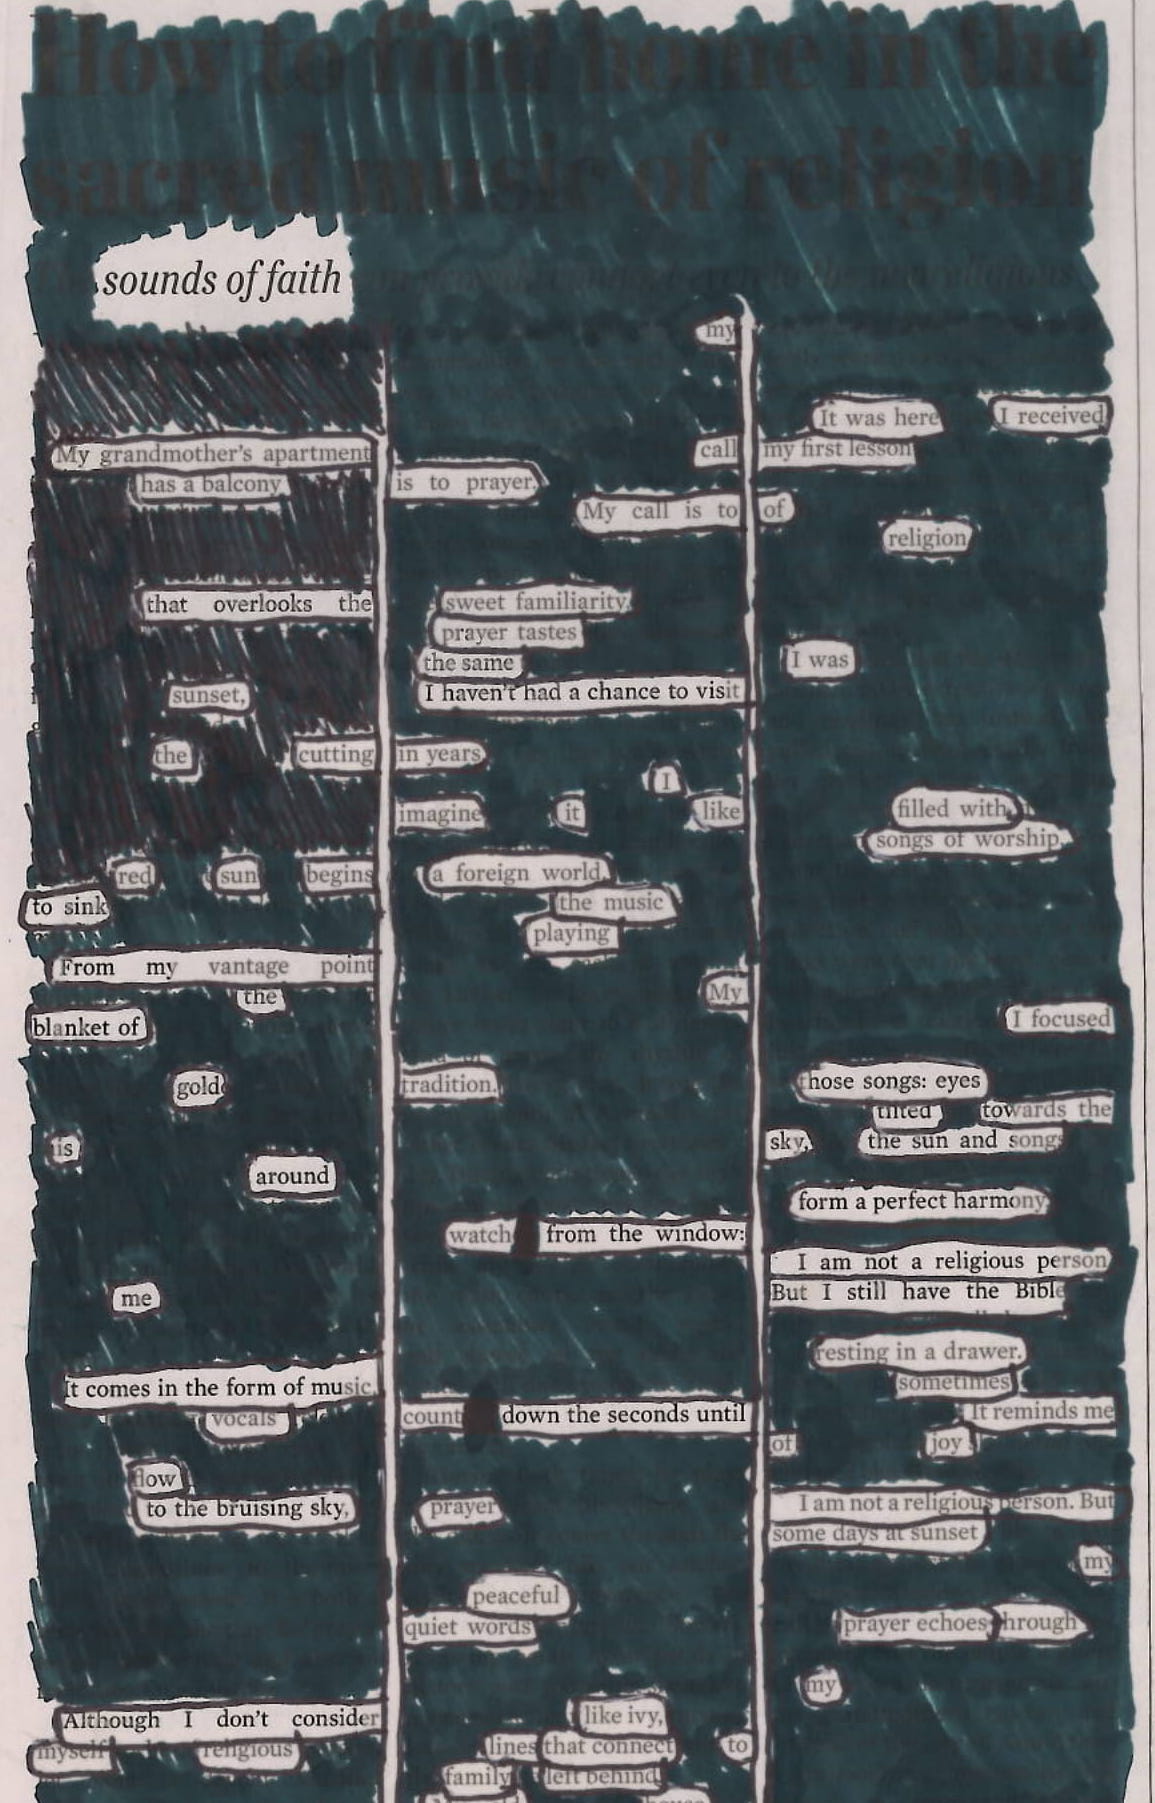 How to find home in the
sacred music of religion
sounds of faith
My grandmother's apartment
has a balcony
that overlooks the
sunset,
the cutting
red sun begins
to sink
From my vantage point
the
blanket of
gold
is
around
me
It comes in the form of music.
vocals
low
to the bruising sky,
Although I don't consider
myself religious
my
call
is to prayer.
My call is to
sweet familiarity.
prayer tastes
the same
I haven't had a chance to visit
in years
I
imagine it like
a foreign world,
the music
playing
My
tradition.
watch from the window:
count down the seconds until
prayer
peaceful
quiet words
like ivy,
lines that connect to
family left behind
house
It was here I received
my first lesson
of
religion
I was
filled with
songs of worship.
I focused
those songs: eyes
tilted towards the
sky, the sun and songs
form a perfect harmony
I am not a religious person
But I still have the Bible
resting in a drawer.
sometimes
It reminds me
of joy
I am not a religious person. But
some days at sunset
my
prayer echoes hrough
my